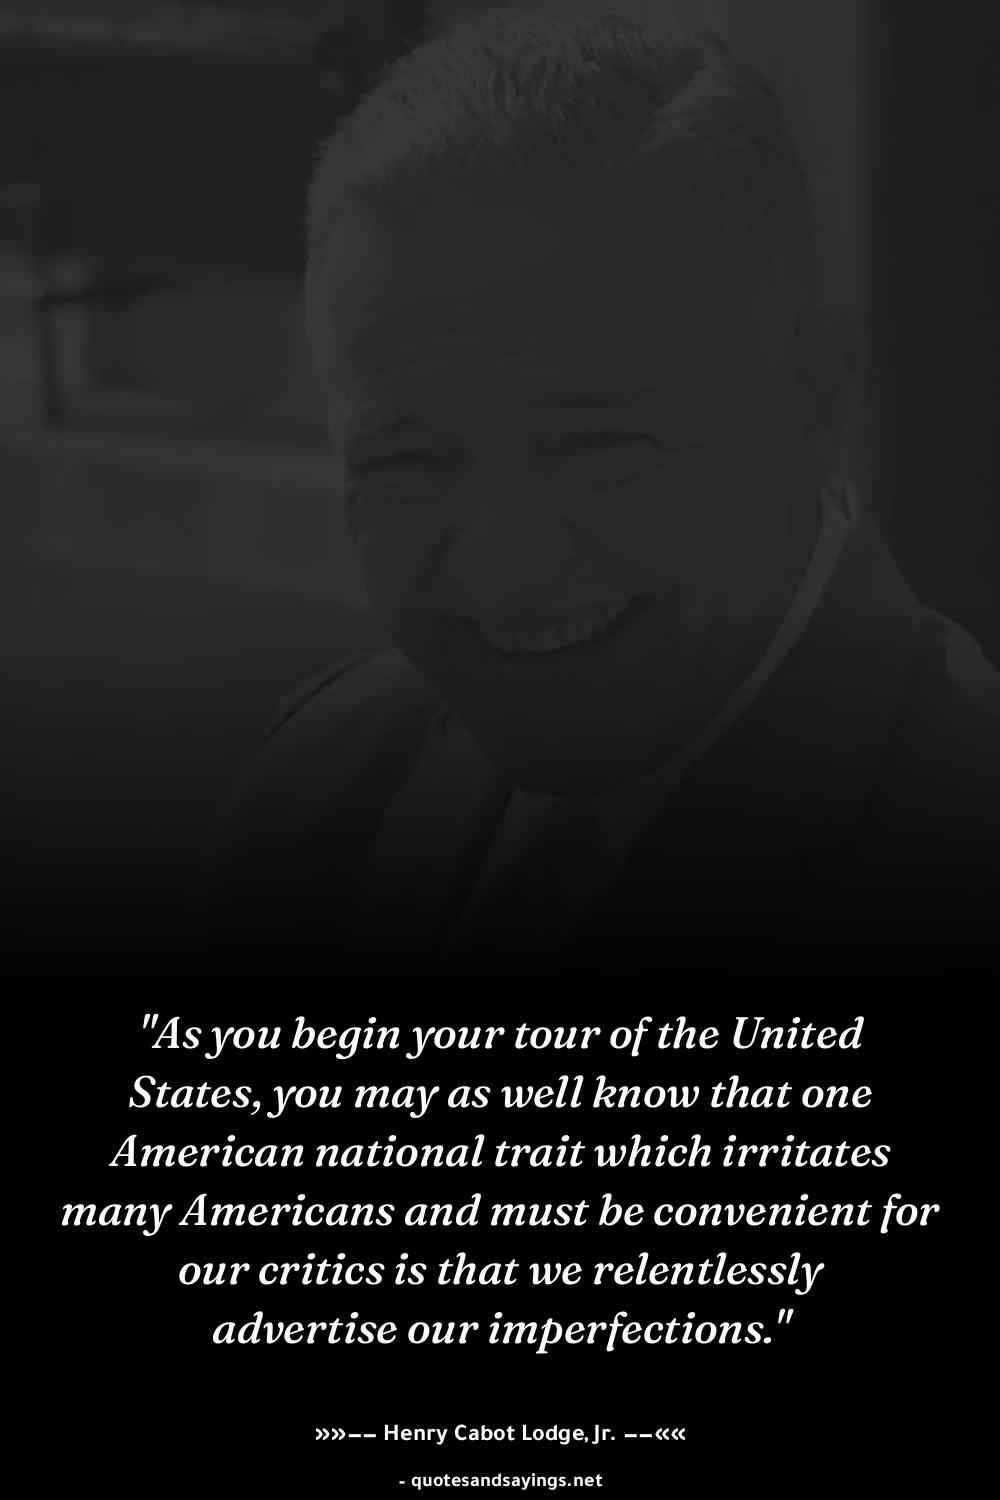 "As you begin your tour of the United
States, you may as well know that one
American national trait which irritates
many Americans and must be convenient for
our critics is that we relentlessly
advertise our imperfections."
»»–– Henry Cabot Lodge, Jr. ––««
- quotesandsayings.net